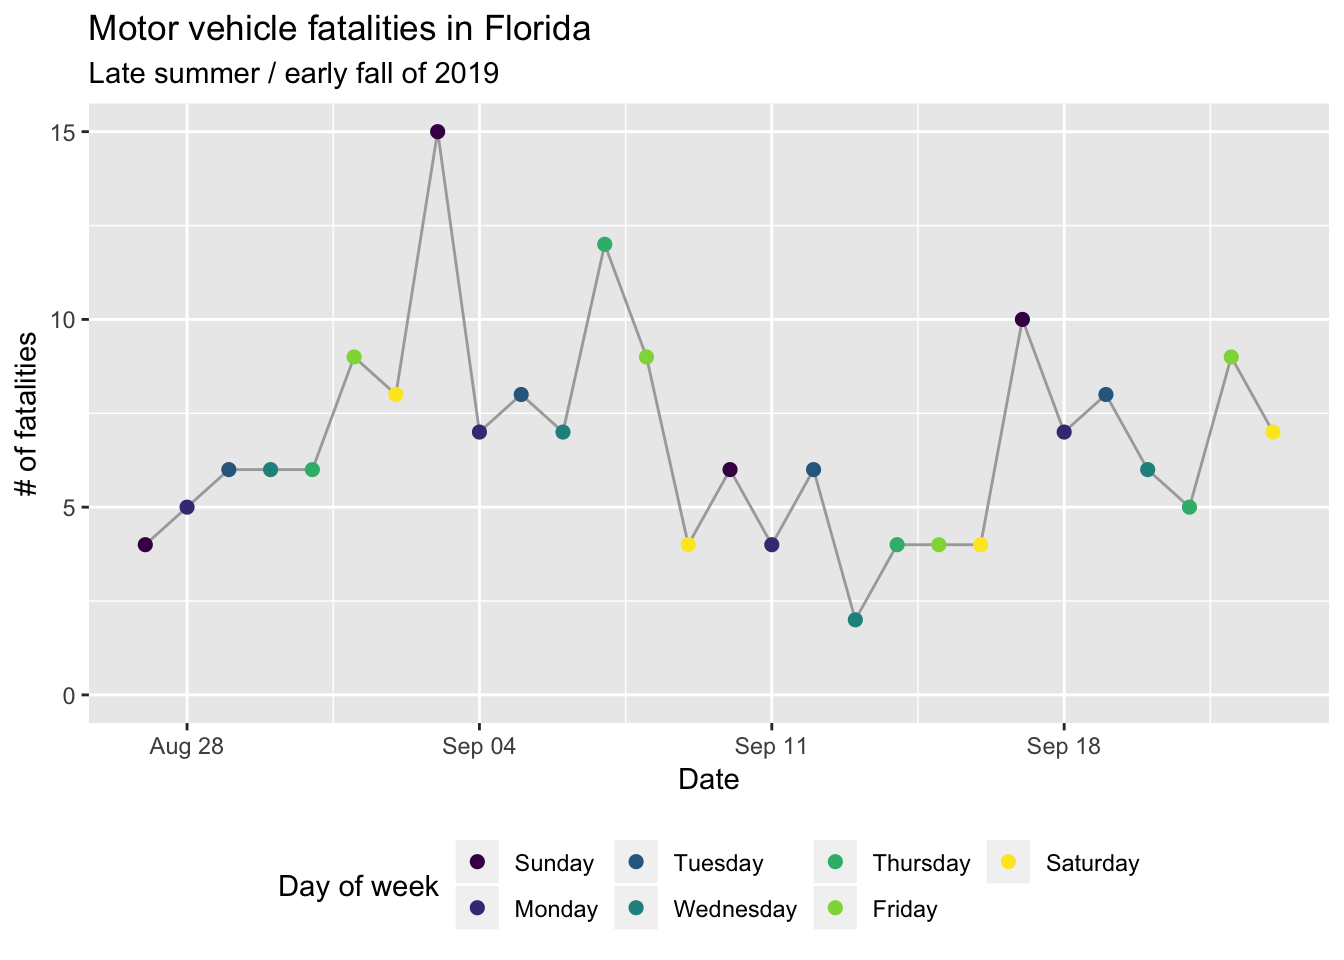 Motor vehicle fatalities in Florida
Late summer / early fall of 2019
15
10
5
0
# of fatalities
Aug 28 Sep 04 Sep 11 Sep 18
Date
Day of week
Sunday Tuesday Thursday Saturday
Monday Wednesday Friday